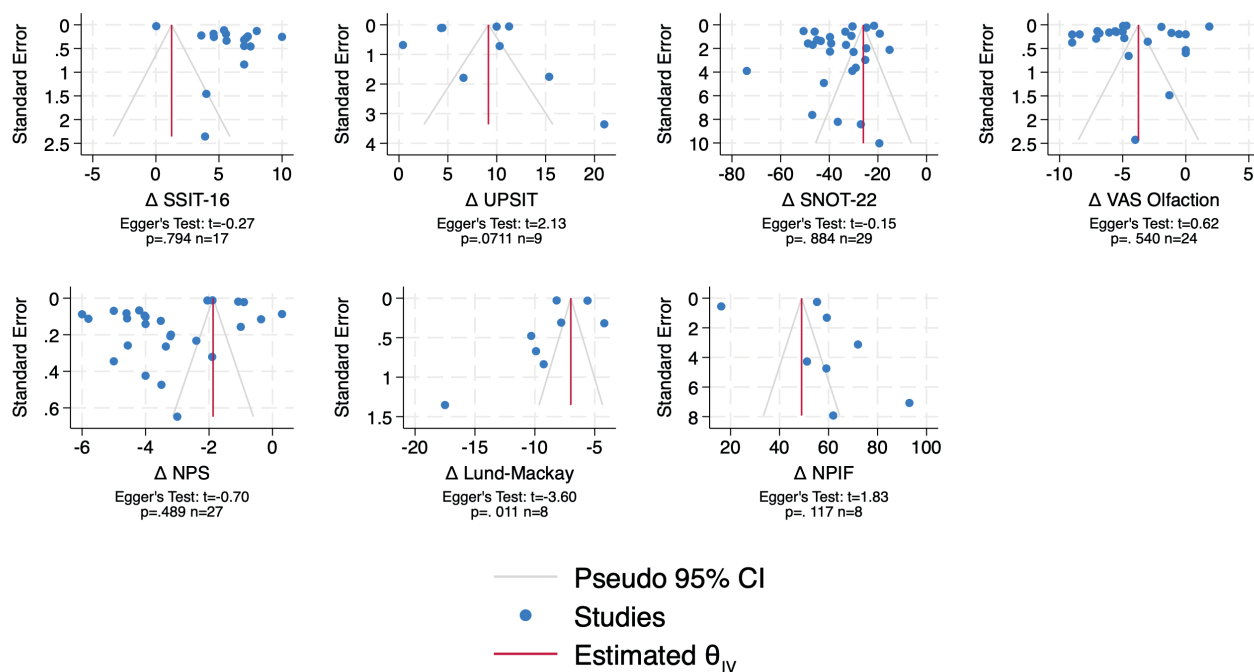 Standard Error
0
.5
1
1.5
2
2.5
-5
0
5
10
Δ SSIT-16
Egger's Test: t=-0.27
p=.794 n=17
Standard Error
0
1
2
3
4
0
5
10
15
20
Δ UPSIT
Egger's Test: t=2.13
p=.0711 n=9
Standard Error
0
2
4
6
8
10
-80
-60
-40
-20
0
Δ SNOT-22
Egger's Test: t=-0.15
p=. 884 n=29
Standard Error
0
.5
1
1.5
2
2.5
-10
-5
0
5
Δ VAS Olfaction
Egger's Test: t=0.62
p=. 540 n=24
Standard Error
0
.2
.4
.6
-6
-4
-2
0
Δ NPS
Egger's Test: t=-0.70
p=.489 n=27
Standard Error
0
.5
1
1.5
-20
-15
-10
-5
Δ Lund-Mackay
Egger's Test: t=-3.60
p=. 011 n=8
Standard Error
0
2
4
6
8
20
40
60
80
100
Δ NPIF
Egger's Test: t=1.83
p=. 117 n=8
Pseudo 95% CI
Studies
Estimated θIV